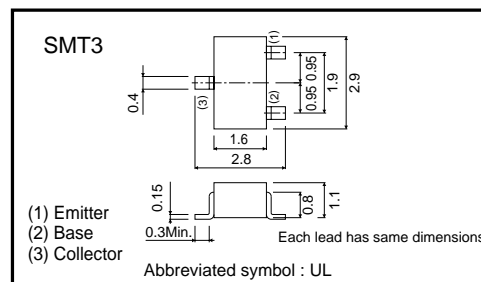 SMT3
(1)
(2)
(3)
0.4
0.95
0.95
1.9
2.9
1.6
2.8
0.15
0.3Min.
0.8
1.1
Each lead has same dimensions
(1) Emitter
(2) Base
(3) Collector
Abbreviated symbol : UL